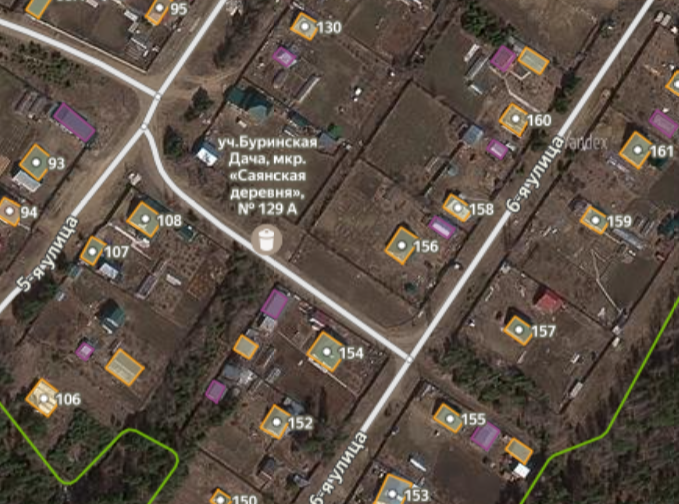 95
130
160
Yandex
161
уч.Буринская
Дача, мкр.
«Саянская
деревня»,
№ 129 А
93
6-я улица
94
108
158
159
5-я улица
107
156
157
154
106
152
155
6-я улица
150
153